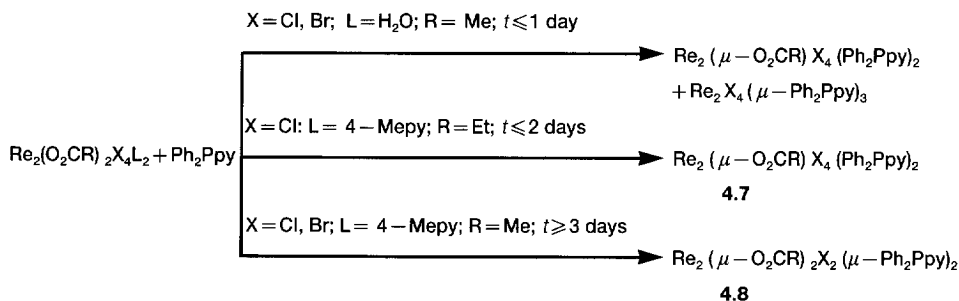 X=Cl, Br; L=H₂O; R= Me; t⩽1 day
Re₂ (μ−O₂CR) X₄ (Ph₂Ppy)₂
+Re₂ X₄ (μ−Ph₂Ppy)₃
X=Cl: L= 4−Mepy; R=Et; t⩽2 days
Re₂(O₂CR) ₂X₄L₂+Ph₂Ppy
Re₂ (μ−O₂CR) X₄ (Ph₂Ppy)₂
4.7
X=Cl, Br; L= 4−Mepy; R=Me; t⩾3 days
Re₂ (μ−O₂CR) ₂X₂ (μ−Ph₂Ppy)₂
4.8